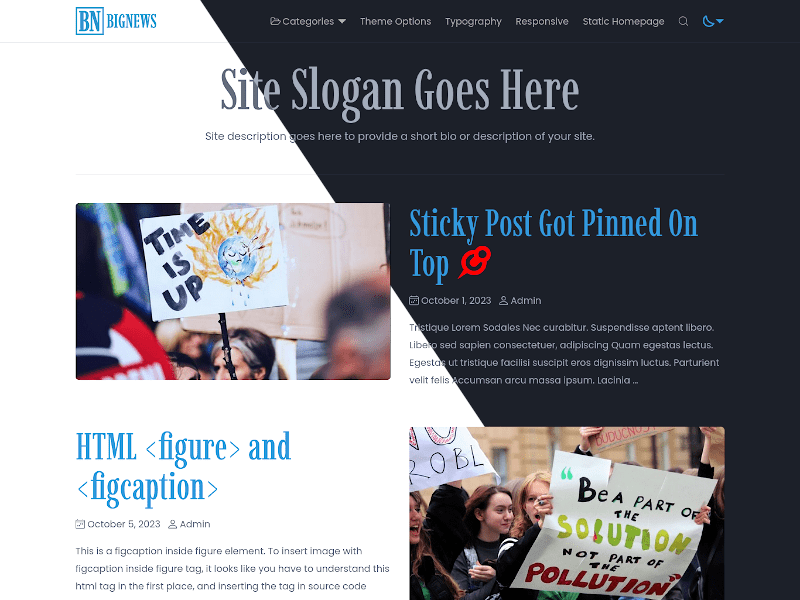 BN BIGNEWS
Categories Theme Options Typography Responsive Static Homepage
Site Slogan Goes Here
Site description goes here to provide a short bio or description of your site.
TIME
IS
UP
Sticky Post Got Pinned On
Top
October 1, 2023 Admin
Tristique Lorem Sodales Nec curabitur. Suspendisse aptent libero.
Libero sed sapien consectetuer, adipiscing Quam egestas lectus.
Egestas ut tristique facilisi suscipit eros dignissim luctus. Parturient
velit felis Accumsan arcu massa ipsum. Lacinia ...
HTML <figure> and
<figcaption>
October 5, 2023 Admin
This is a figcaption inside figure element. To insert image with
figcaption inside figure tag, it looks like you have to understand this
html tag in the first place, and inserting the tag in source code
ROBL
"BE A PART OF
THE
SOLUTION
NOT PART OF
THE
POLLUTION"